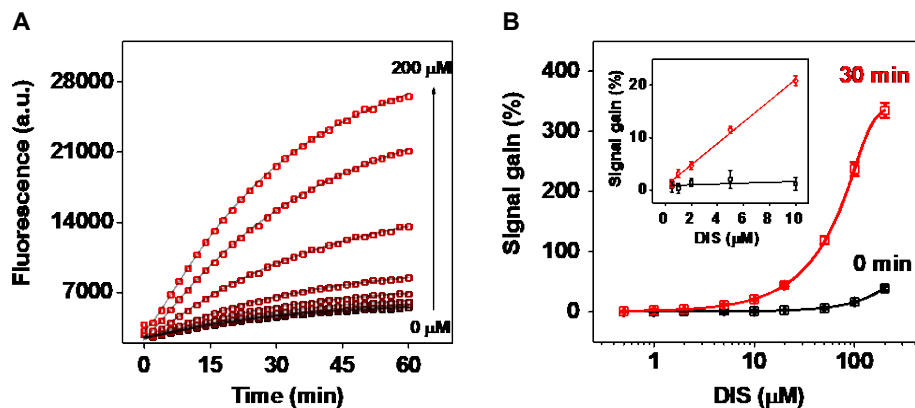 A
Fluorescence (a.u.)
28000
21000
14000
7000
200 μM
0 μM
0
15
30
45
60
Time (min)
B
Signal gain (%)
400
300
200
100
0
30 min
0 min
1
10
100
DIS (μM)
Signal gain (%)
20
10
0
0
2
4
6
8
10
DIS (μM)